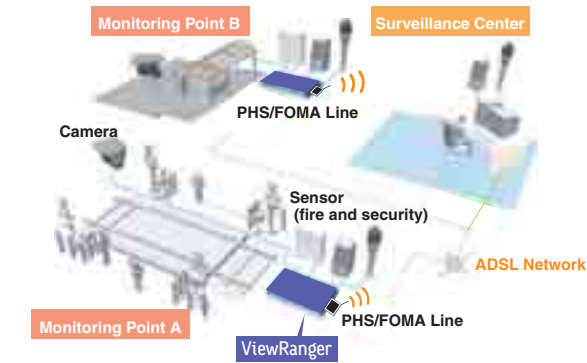 Monitoring Point B
Surveillance Center
PHS/FOMA Line
Camera
Sensor
(fire and security)
ADSL Network
PHS/FOMA Line
Monitoring Point A
ViewRanger